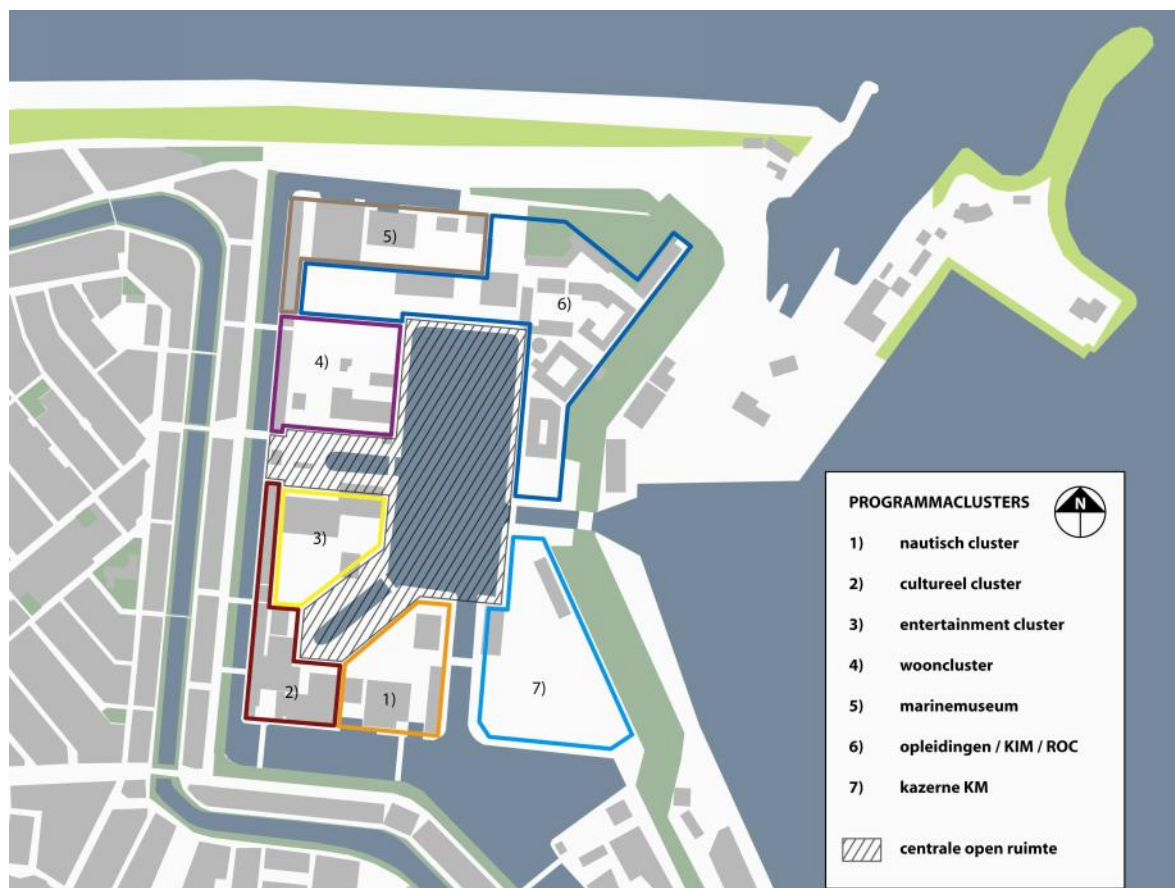 5)
6)
4)
3)
2)
1)
7)
PROGRAMMACLUSTERS
N
1) nautisch cluster
2) cultureel cluster
3) entertainment cluster
4) wooncluster
5) marinemuseum
6) opleidingen / KIM / ROC
7) kazerne KM
centrale open ruimte